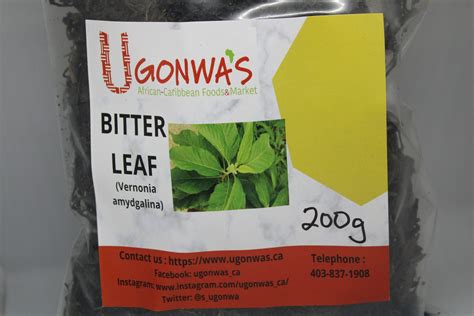 UGONWA'S
African-Caribbean Foods&Market
BITTER
LEAF
(Vernonia
amydgalina)
200g
Contact us : https://www.ugonwas.ca
Facebook: ugonwas_ca
Instagram: www.instagram.com/ugonwas_ca/
Twitter: @s_ugonwa
Telephone :
403-837-1908